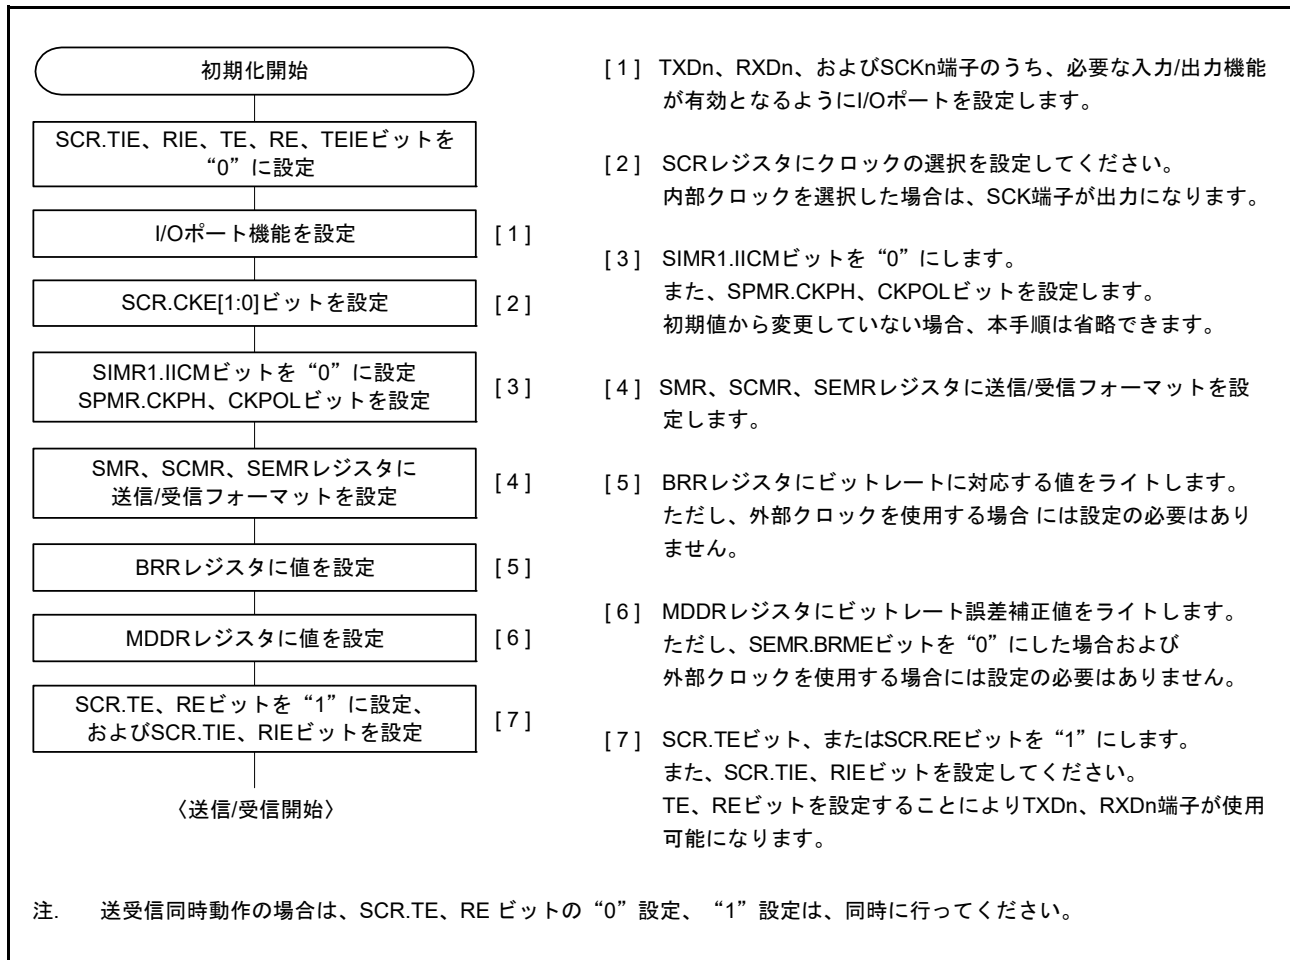 初期化開始
SCR.TIE、RIE、TE、RE、TEIEビットを
“0”に設定
I/Oポート機能を設定
[1]
SCR.CKE[1:0]ビットを設定
[2]
SIMR1.IICMビットを“0”に設定
SPMR.CKPH、CKPOLビットを設定
[3]
SMR、SCMR、SEMRレジスタに
送信/受信フォーマットを設定
[4]
BRRレジスタに値を設定
[5]
MDDRレジスタに値を設定
[6]
SCR.TE、REビットを“1”に設定、
およびSCR.TIE、RIEビットを設定
[7]
〈送信/受信開始〉
[1] TXDn、RXDn、およびSCKn端子のうち、必要な入力/出力機能
が有効となるようにI/Oポートを設定します。
[2] SCRレジスタにクロックの選択を設定してください。
内部クロックを選択した場合は、SCK端子が出力になります。
[3] SIMR1.IICMビットを“0”にします。
また、SPMR.CKPH、CKPOLビットを設定します。
初期値から変更していない場合、本手順は省略できます。
[4] SMR、SCMR、SEMRレジスタに送信/受信フォーマットを設
定します。
[5] BRRレジスタにビットレートに対応する値をライトします。
ただし、外部クロックを使用する場合 には設定の必要はあり
ません。
[6] MDDRレジスタにビットレート誤差補正値をライトします。
ただし、SEMR.BRMEビットを“0”にした場合および
外部クロックを使用する場合には設定の必要はありません。
[7] SCR.TEビット、またはSCR.REビットを“1”にします。
また、SCR.TIE、RIEビットを設定してください。
TE、REビットを設定することによりTXDn、RXDn端子が使用
可能になります。
注. 送受信同時動作の場合は、SCR.TE、RE ビットの“0”設定、“1”設定は、同時に行ってください。